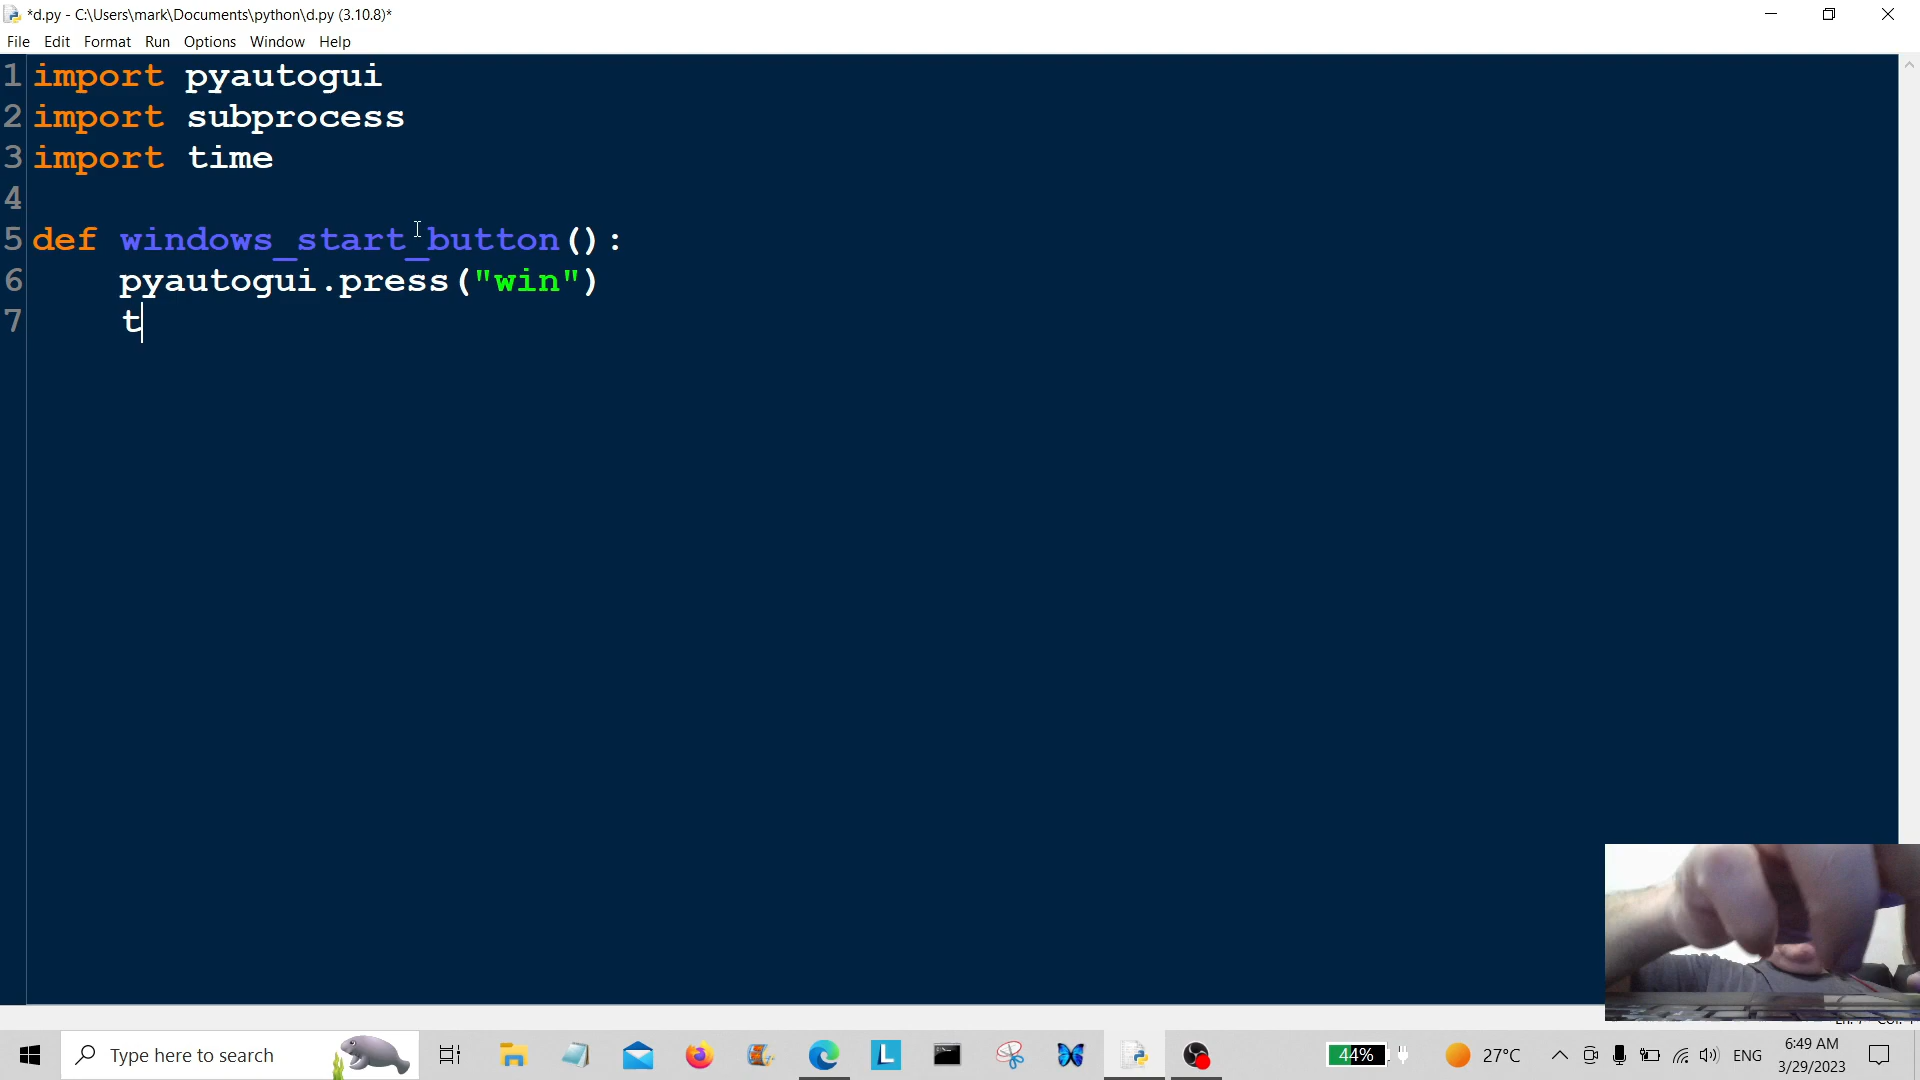 *d.py - C:\Users\mark\Documents\python\d.py (3.10.8)*
File Edit Format Run Options Window Help
1 import pyautogui
2 import subprocess
3 import time
4
5 def windows_start_button():
6     pyautogui.press("win")
7     t
Type here to search
L
44%
27°C
ENG
6:49 AM
3/29/2023